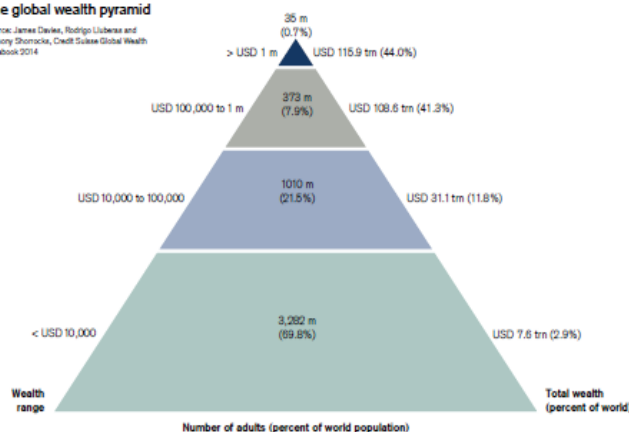 e global wealth pyramid
rce: James Davies, Rodrigo Lluberas and
ony Shorrocks, Credit Suisse Global Wealth
abook 2014
35 m
(0.7%)
> USD 1 m
USD 115.9 trn (44.0%)
373 m
(7.9%)
USD 100,000 to 1 m
USD 108.6 trn (41.3%)
1010 m
(21.5%)
USD 10,000 to 100,000
USD 31.1 trn (11.8%)
3,282 m
(69.8%)
< USD 10,000
USD 7.6 trn (2.9%)
Wealth
range
Total wealth
(percent of world)
Number of adults (percent of world population)